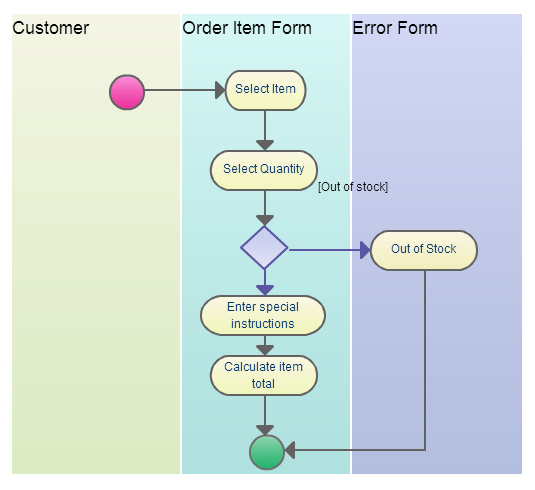 Customer
Order Item Form
Error Form
Select Item
Select Quantity
[Out of stock]
Out of Stock
Enter special
instructions
Calculate item
total